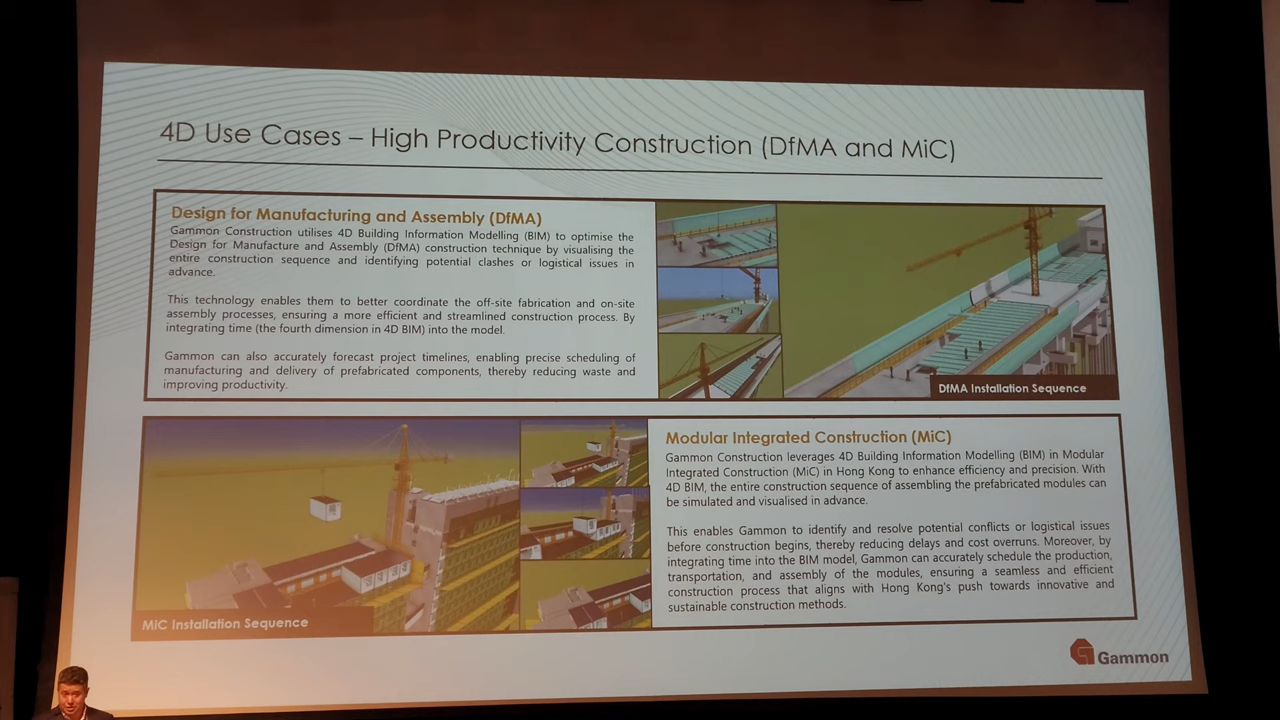 4D Use Cases – High Productivity Construction (DfMA and MiC)
Design for Manufacturing and Assembly (DfMA)
Gammon Construction utilises 4D Building Information Modelling (BIM) to optimise the
Design for Manufacture and Assembly (DfMA) construction technique by visualising the
entire construction sequence and identifying potential clashes or logistical issues in
advance.
This technology enables them to better coordinate the off-site fabrication and on-site
assembly processes, ensuring a more efficient and streamlined construction process. By
integrating time (the fourth dimension in 4D BIM) into the model.
Gammon can also accurately forecast project timelines, enabling precise scheduling of
manufacturing and delivery of prefabricated components, thereby reducing waste and
improving productivity.
DfMA Installation Sequence
MiC Installation Sequence
Modular Integrated Construction (MiC)
Gammon Construction leverages 4D Building Information Modelling (BIM) in Modular
Integrated Construction (MiC) in Hong Kong to enhance efficiency and precision. With
4D BIM, the entire construction sequence of assembling the prefabricated modules can
be simulated and visualised in advance.
This enables Gammon to identify and resolve potential conflicts or logistical issues
before construction begins, thereby reducing delays and cost overruns. Moreover, by
integrating time into the BIM model, Gammon can accurately schedule the production,
transportation, and assembly of the modules, ensuring a seamless and efficient
construction process that aligns with Hong Kong's push towards innovative and
sustainable construction methods.
Gammon